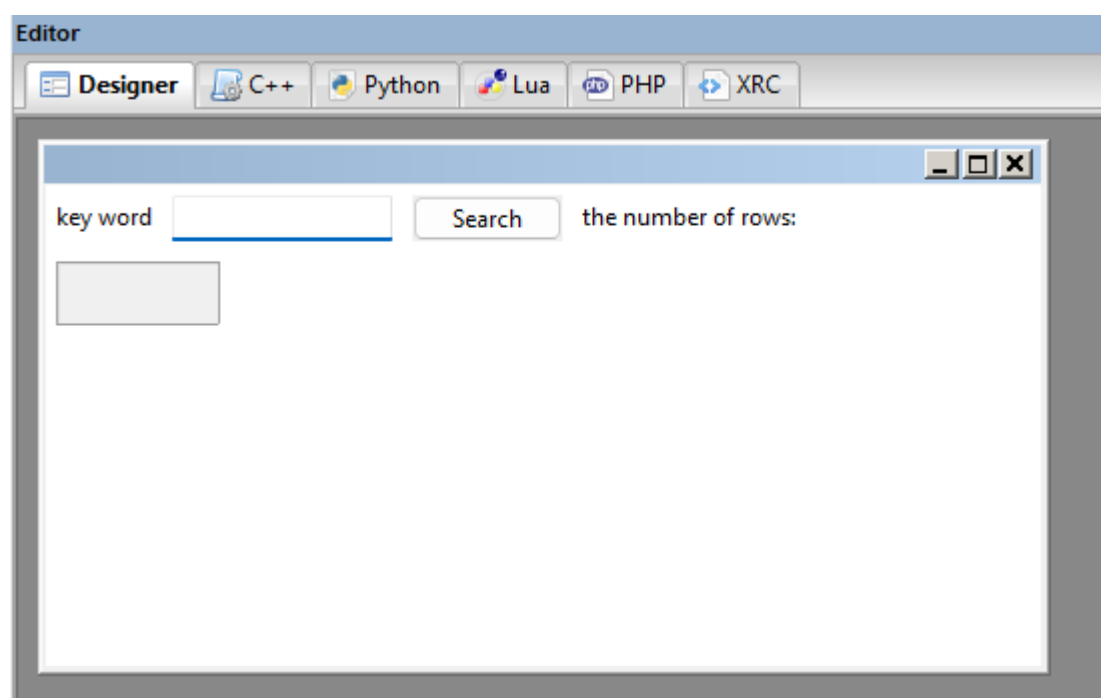 Editor
Designer C++ Python Lua PHP XRC
key word Search the number of rows: